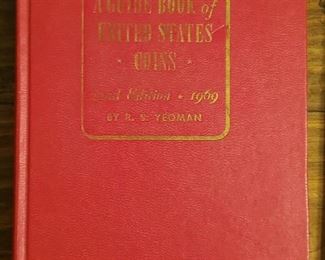 A GUIDE BOOK of
UNITED STATES
• COINS •
Edition • 1969
BY R. S. YEOMAN